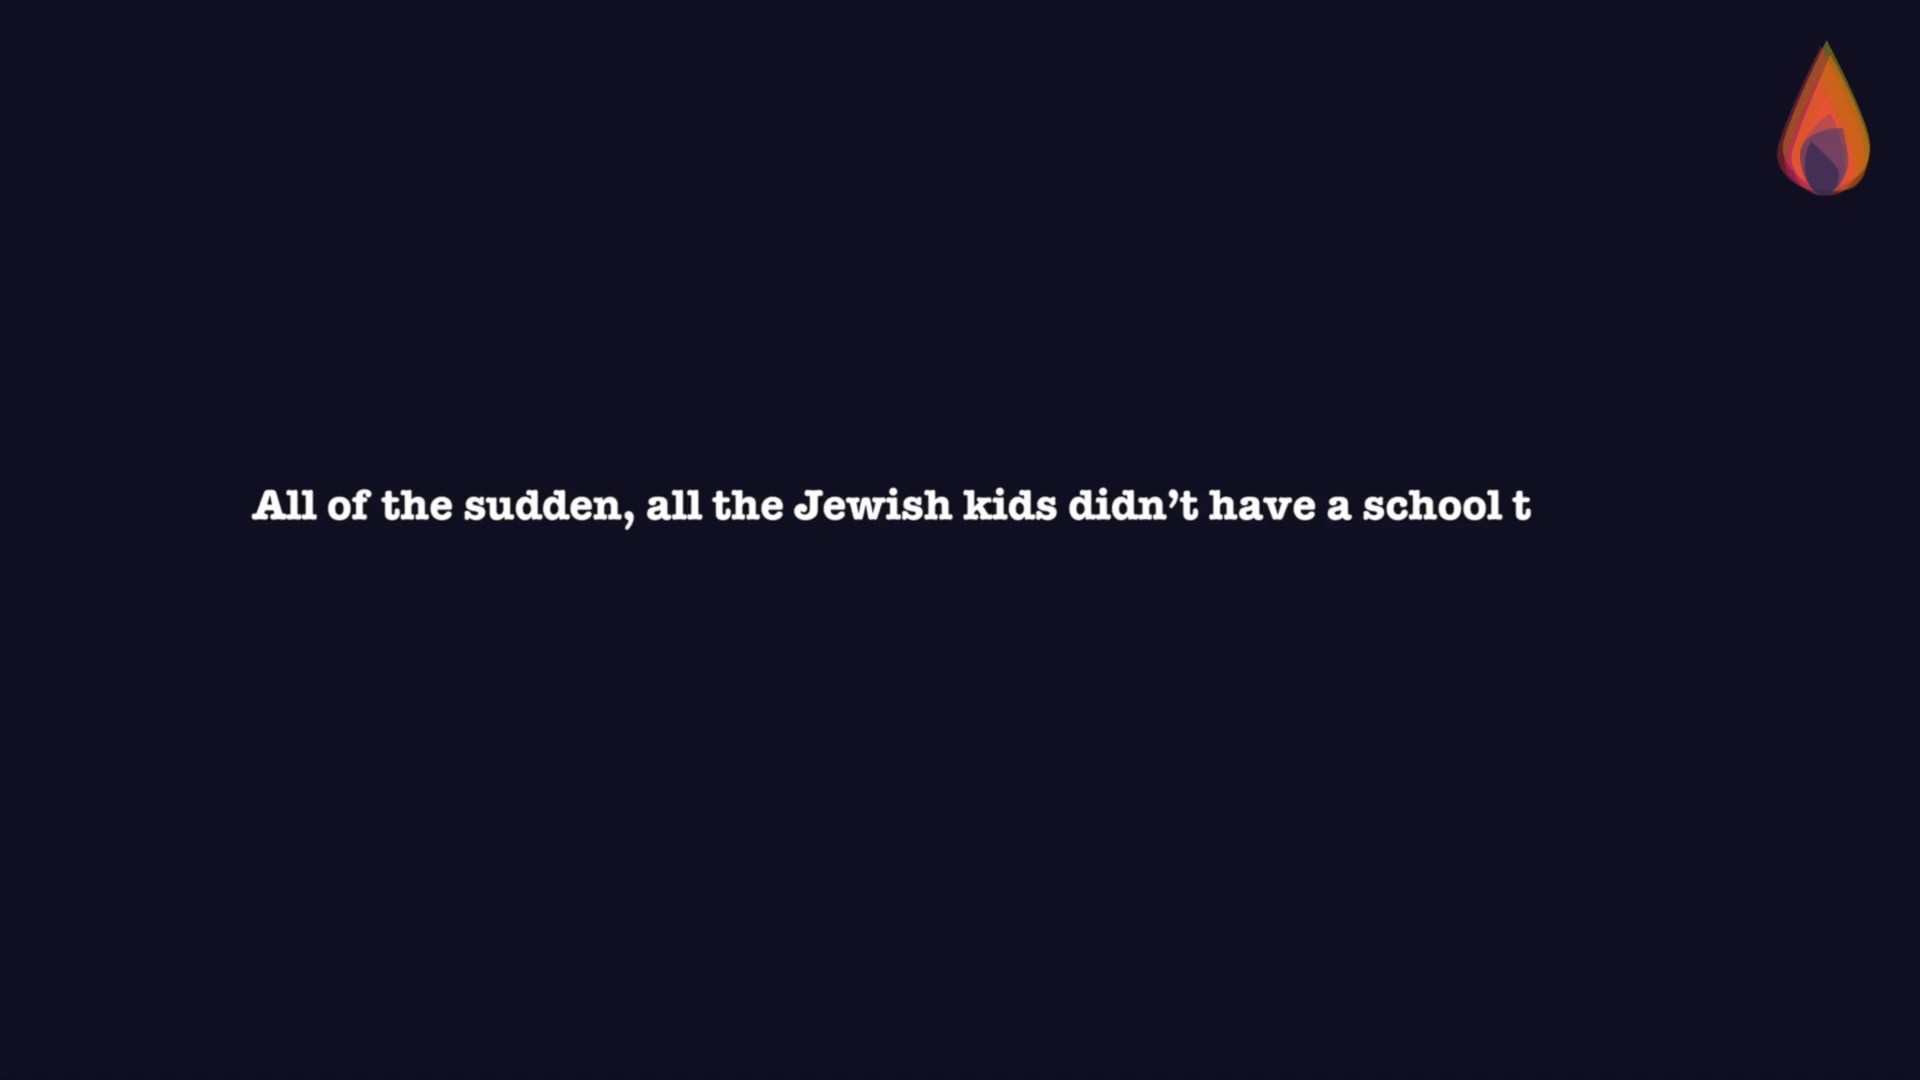 All of the sudden, all the Jewish kids didn’t have a school t